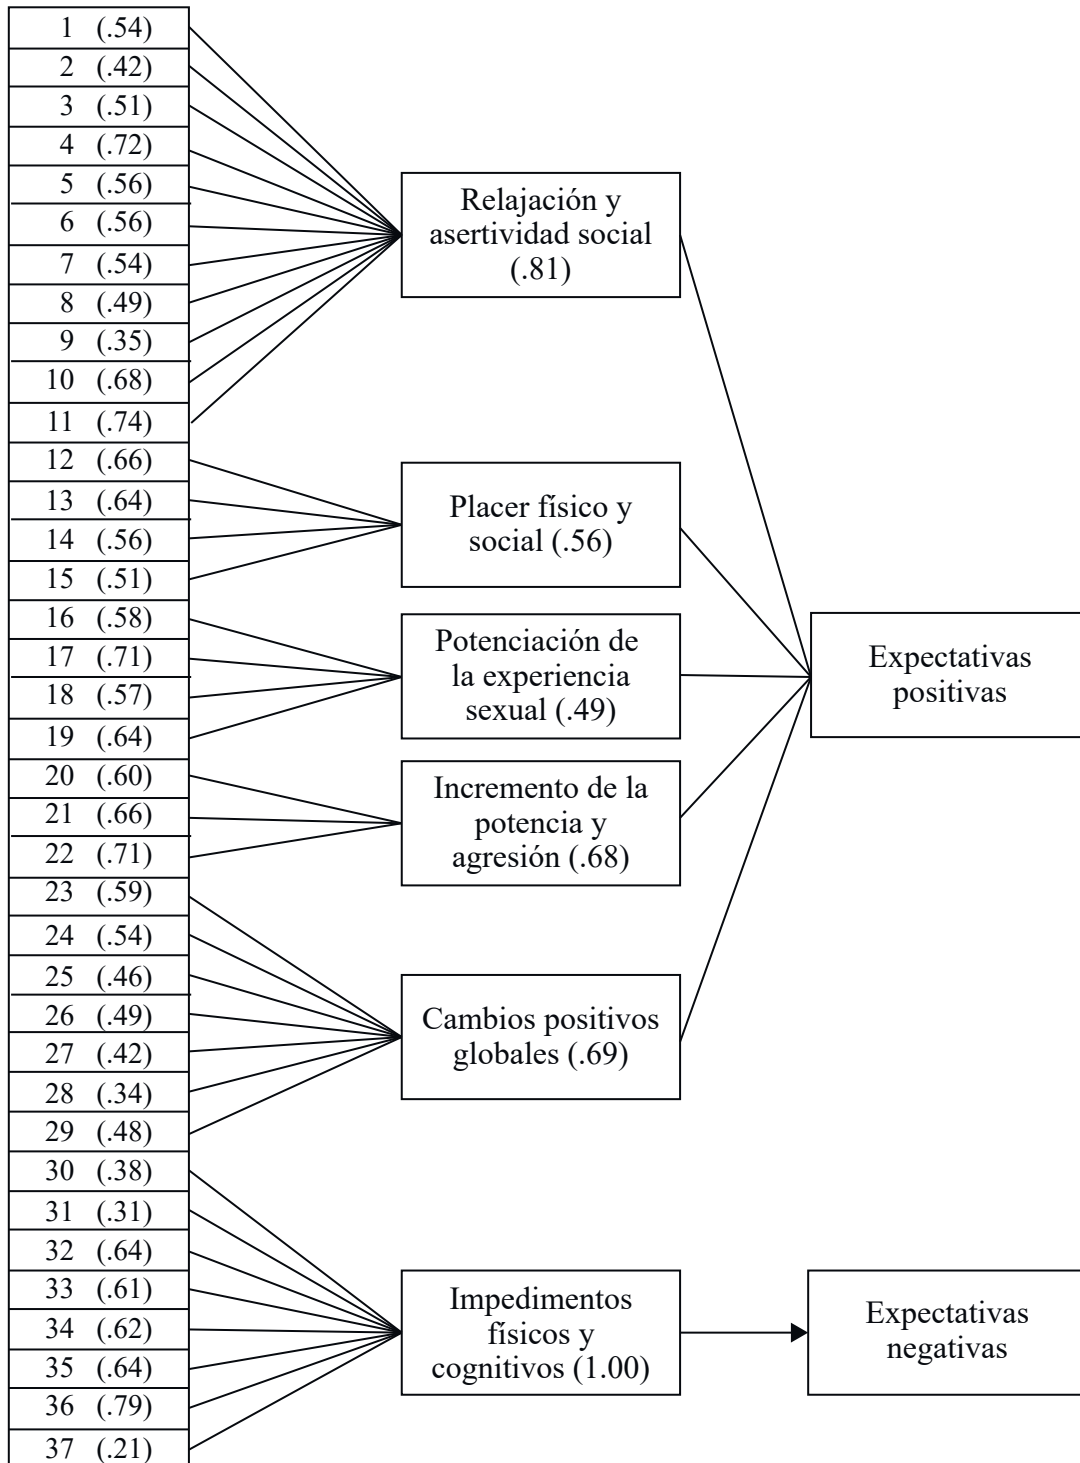 1 (.54)
2 (.42)
3 (.51)
4 (.72)
5 (.56)
6 (.56)
7 (.54)
8 (.49)
9 (.35)
10 (.68)
11 (.74)
12 (.66)
13 (.64)
14 (.56)
15 (.51)
16 (.58)
17 (.71)
18 (.57)
19 (.64)
20 (.60)
21 (.66)
22 (.71)
23 (.59)
24 (.54)
25 (.46)
26 (.49)
27 (.42)
28 (.34)
29 (.48)
30 (.38)
31 (.31)
32 (.64)
33 (.61)
34 (.62)
35 (.64)
36 (.79)
37 (.21)
Relajación y
asertividad social
(.81)
Placer físico y
social (.56)
Potenciación de
la experiencia
sexual (.49)
Incremento de la
potencia y
agresión (.68)
Cambios positivos
globales (.69)
Impedimentos
físicos y
cognitivos (1.00)
Expectativas
positivas
Expectativas
negativas